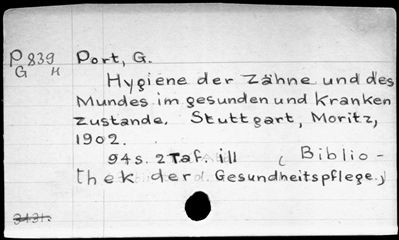 P 839 Port, G.
G H
Hygiene der Zähne und des
Mundes im gesunden und kranken
zustande. Stuttgart, Moritz,
1902.
94 s. 2 Taf. ill ( Biblio-
thek der Gesundheitspflege.)
3431.